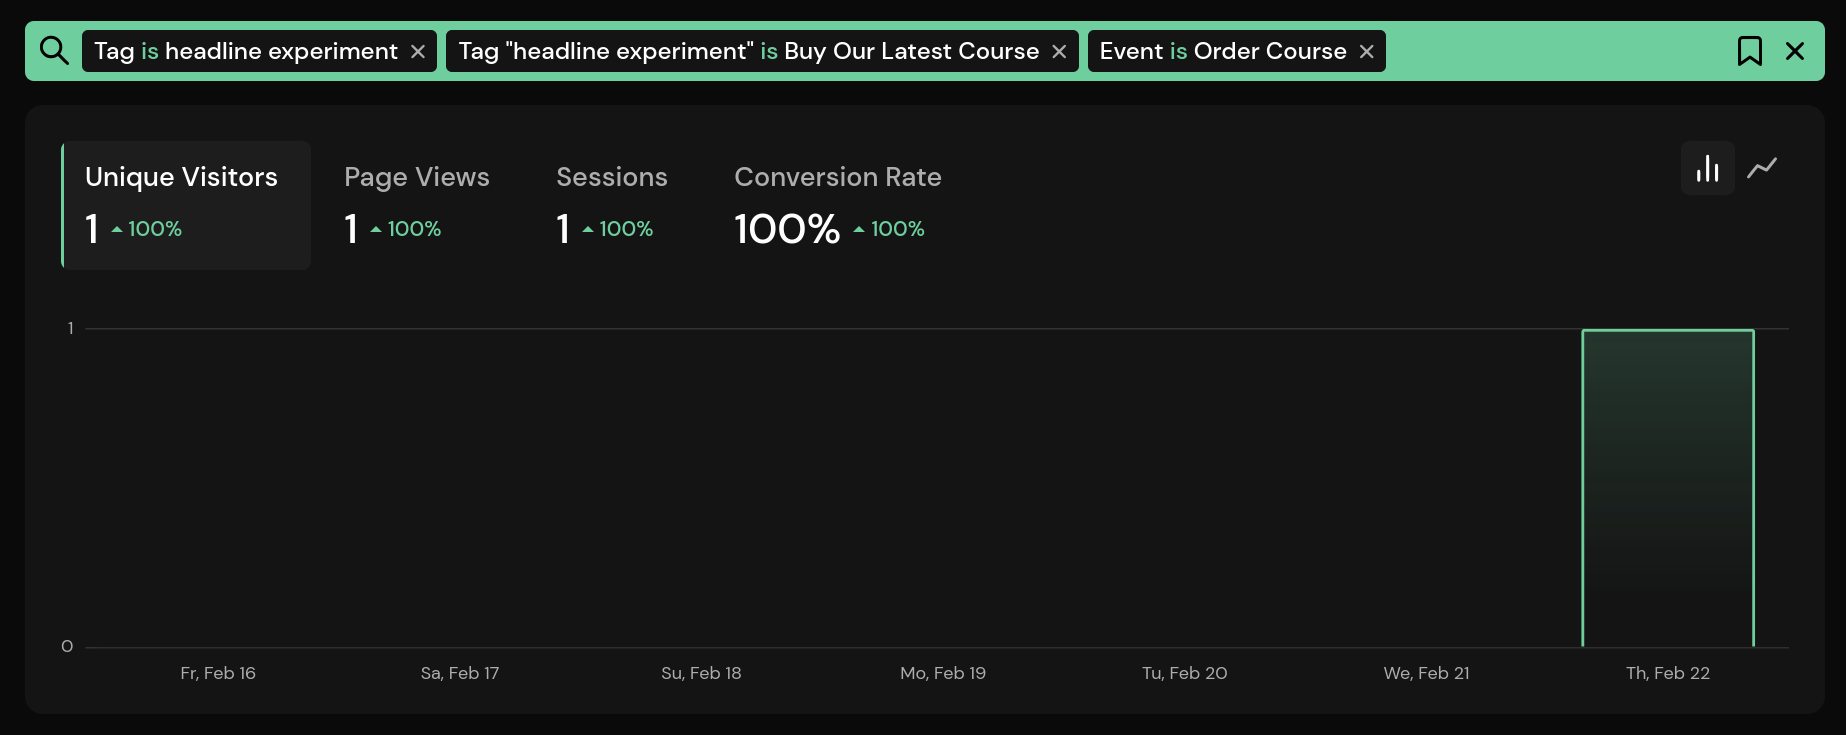 Tag is headline experiment Tag "headline experiment" is Buy Our Latest Course Event is Order Course
Unique Visitors Page Views Sessions Conversion Rate
1 100% 1 100% 1 100% 100% 100%
1
0
Fr, Feb 16 Sa, Feb 17 Su, Feb 18 Mo, Feb 19 Tu, Feb 20 We, Feb 21 Th, Feb 22